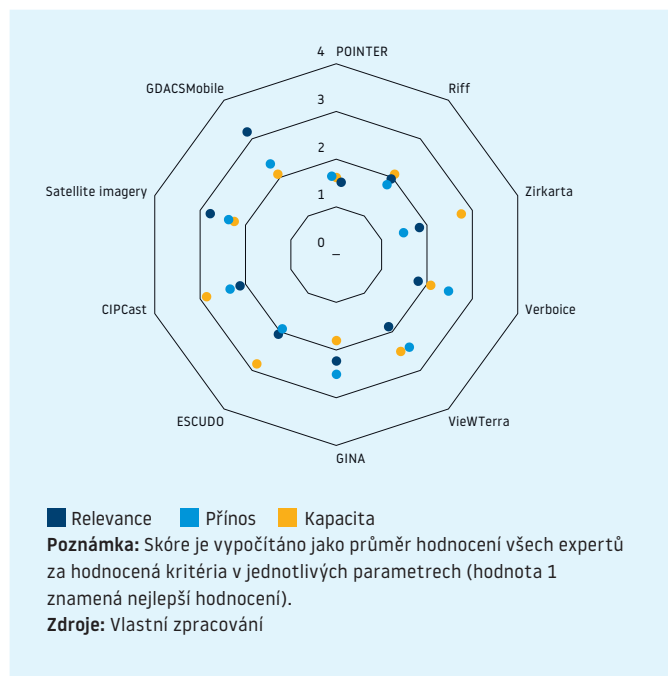 4 POINTER
GDACSMobile
Riff
3
2
Satellite imagery
Zirkarta
1
0
CIPCast
Verboice
ESCUDO
VieWTerra
GINA
Relevance Přínos Kapacita
Poznámka: Skóre je vypočítáno jako průměr hodnocení všech expertů
za hodnocená kritéria v jednotlivých parametrech (hodnota 1
znamená nejlepší hodnocení).
Zdroje: Vlastní zpracování